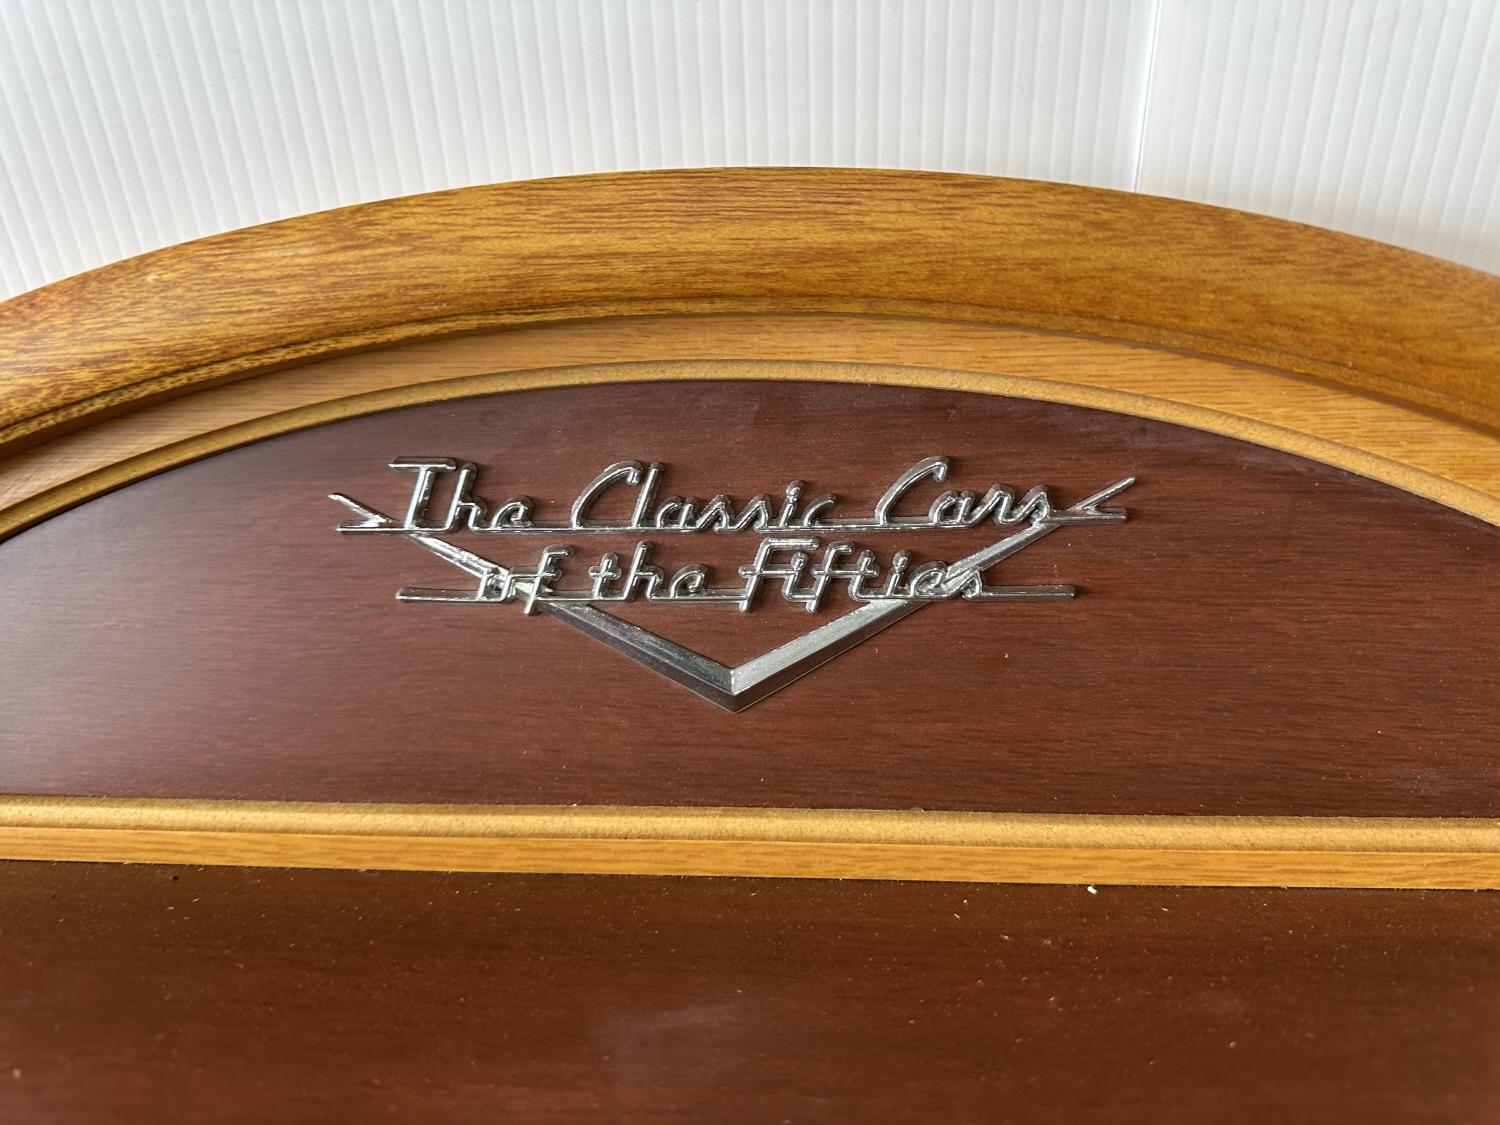 The Classic Cars
of the Fifties